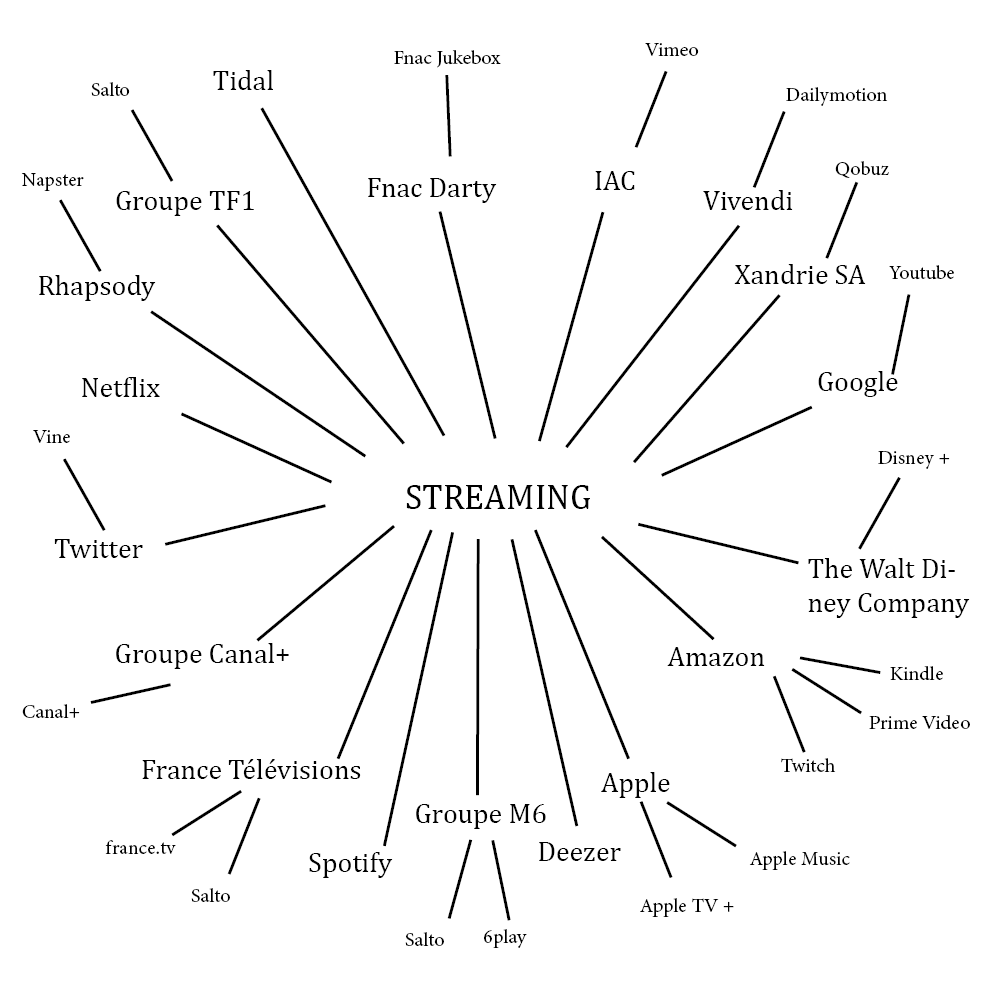 Fnac Jukebox
Vimeo
Salto
Tidal
Dailymotion
Napster
Groupe TF1
Fnac Darty
IAC
Vivendi
Qobuz
Rhapsody
Xandrie SA
Youtube
Netflix
Google
Vine
Disney +
STREAMING
Twitter
The Walt Di-
ney Company
Groupe Canal+
Amazon
Kindle
Canal+
Prime Video
France Télévisions
Twitch
Apple
Groupe M6
france.tv
Spotify
Deezer
Apple Music
Salto
Apple TV +
Salto
6play